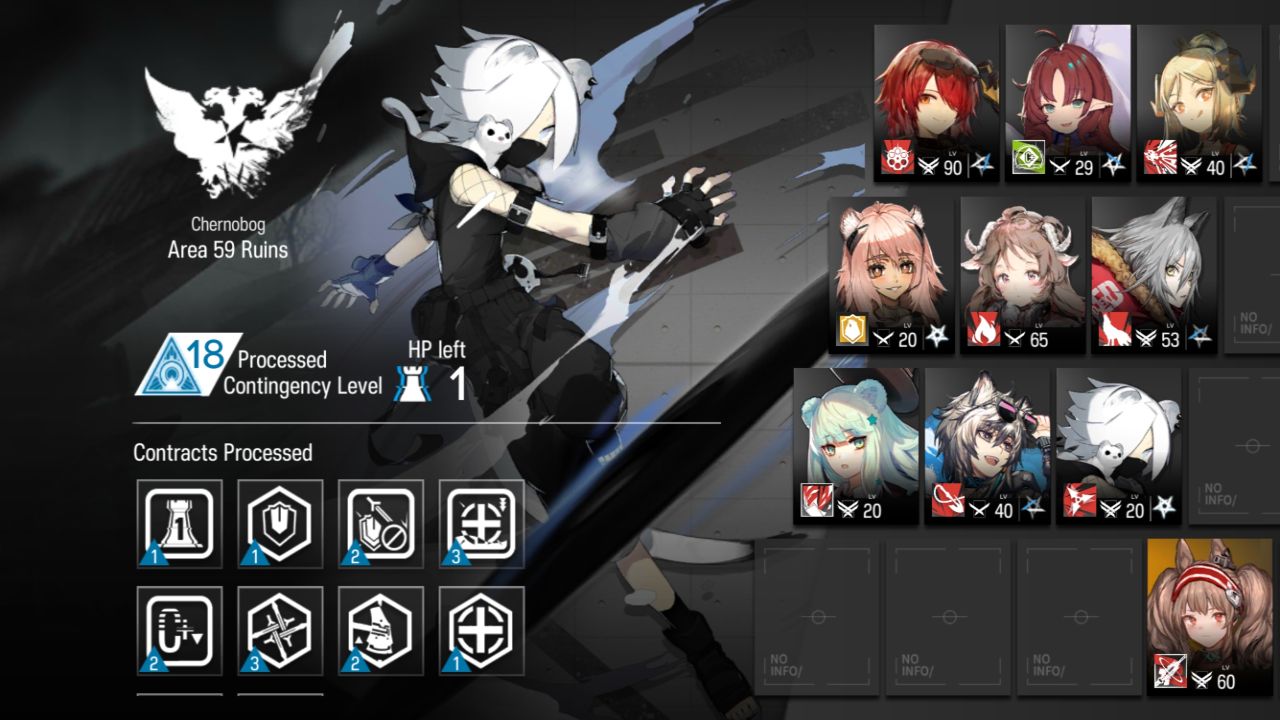 Chernobog
Area 59 Ruins
18 Processed
Contingency Level
HP left
1
Contracts Processed
1
1
1
2
3
2
3
2
1
LV
90
LV
29
LV
40
LV
20
LV
65
LV
53
NO
INFO/
LV
20
LV
40
LV
20
NO
INFO/
NO
INFO/
NO
INFO/
NO
INFO/
LV
60